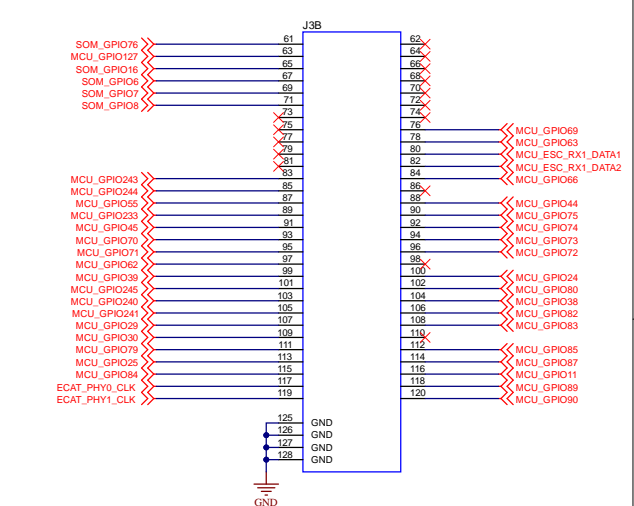 J3B
SOM_GPIO76 61 62
MCU_GPIO127 63 64
SOM_GPIO16 65 66
SOM_GPIO6 67 68
SOM_GPIO7 69 70
SOM_GPIO8 71 72
73 74
75 76 MCU_GPIO69
77 78 MCU_GPIO63
79 80 MCU_ESC_RX1_DATA1
81 82 MCU_ESC_RX1_DATA2
MCU_GPIO243 83 84 MCU_GPIO66
MCU_GPIO244 85 86
MCU_GPIO55 87 88 MCU_GPIO44
MCU_GPIO233 89 90 MCU_GPIO75
MCU_GPIO45 91 92 MCU_GPIO74
MCU_GPIO70 93 94 MCU_GPIO73
MCU_GPIO71 95 96 MCU_GPIO72
MCU_GPIO62 97 98
MCU_GPIO39 99 100 MCU_GPIO24
MCU_GPIO245 101 102 MCU_GPIO80
MCU_GPIO240 103 104 MCU_GPIO38
MCU_GPIO241 105 106 MCU_GPIO82
MCU_GPIO29 107 108 MCU_GPIO83
MCU_GPIO30 109 110
MCU_GPIO79 111 112 MCU_GPIO85
MCU_GPIO25 113 114 MCU_GPIO87
MCU_GPIO84 115 116 MCU_GPIO11
ECAT_PHY0_CLK 117 118 MCU_GPIO89
ECAT_PHY1_CLK 119 120 MCU_GPIO90
125 GND
126 GND
127 GND
128 GND
GND